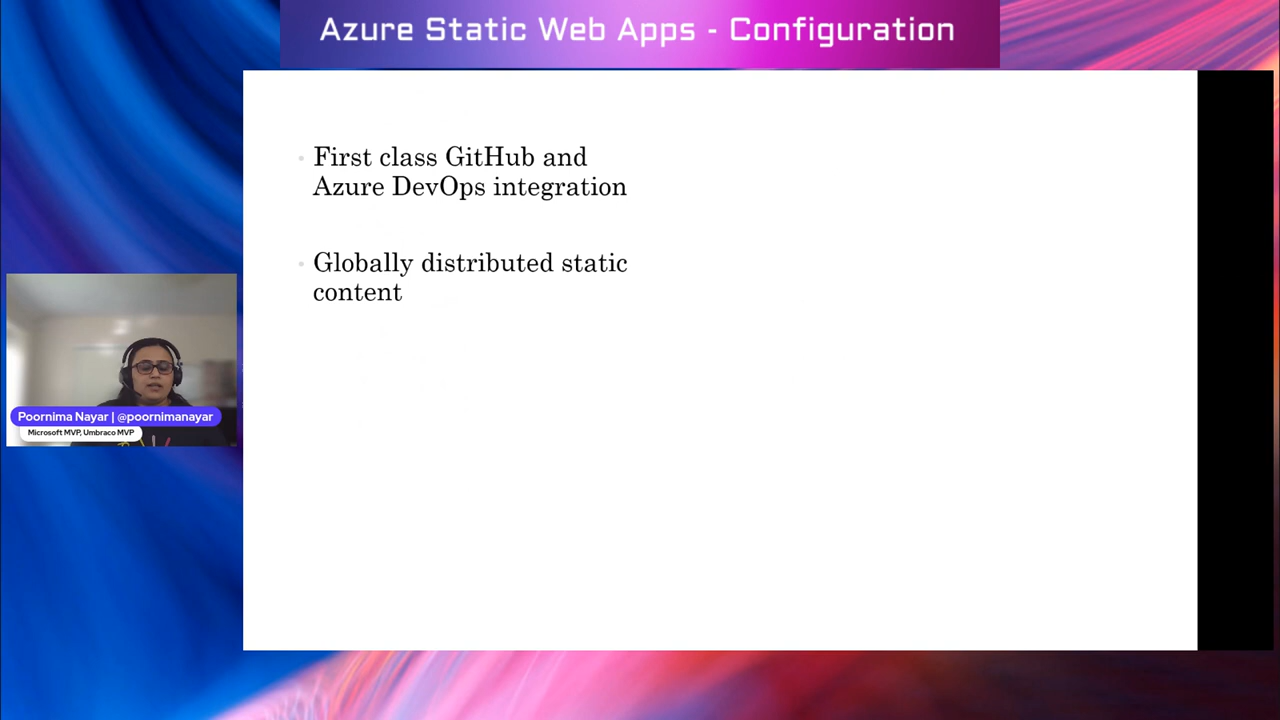 Azure Static Web Apps - Configuration
• First class GitHub and
Azure DevOps integration
• Globally distributed static
content
Poornima Nayar | @poornimanayar
Microsoft MVP, Umbraco MVP